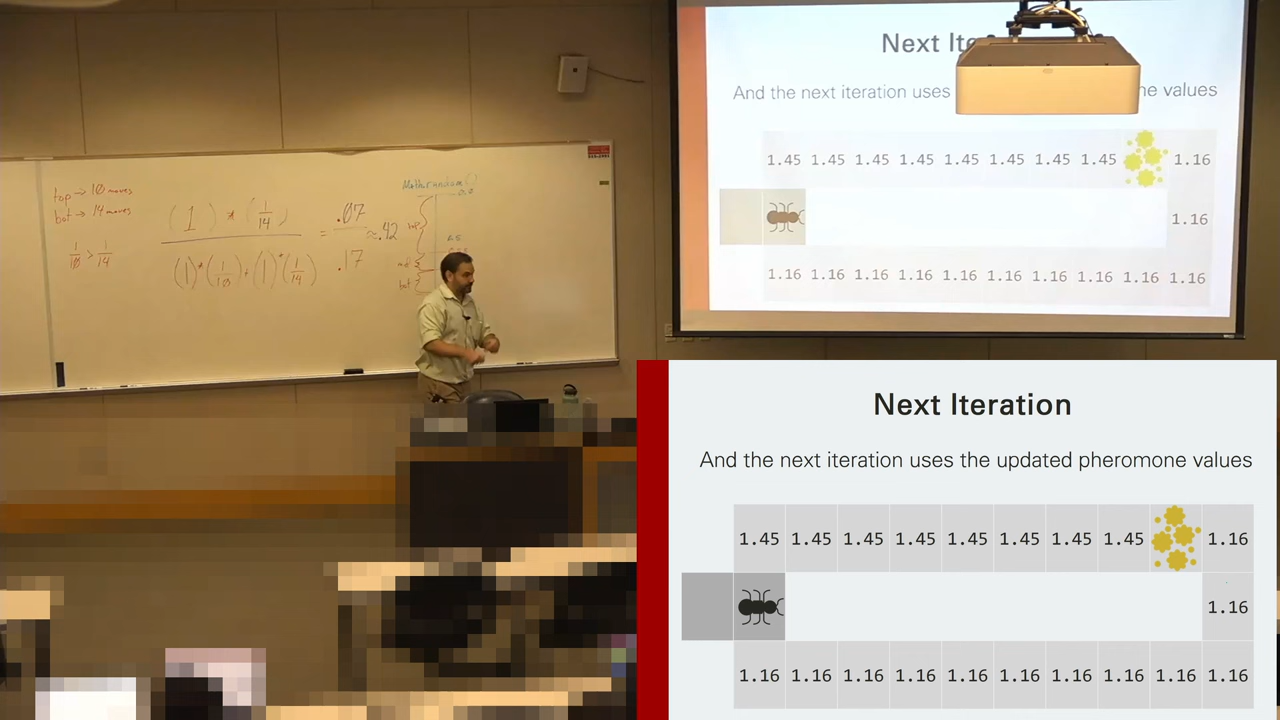 top → 10 moves
bot → 14 moves
1/10 > 1/14
(1) * (1/14)
(1)*(1/10)+(1)*(1/14)
= .07
.17
≈.42
Next Ite
And the next iteration uses
ne values
1.45 1.45 1.45 1.45 1.45 1.45 1.45 1.45 1.16
1.16
1.16 1.16 1.16 1.16 1.16 1.16 1.16 1.16 1.16 1.16
Next Iteration
And the next iteration uses the updated pheromone values
1.45 1.45 1.45 1.45 1.45 1.45 1.45 1.45 1.16
1.16
1.16 1.16 1.16 1.16 1.16 1.16 1.16 1.16 1.16 1.16